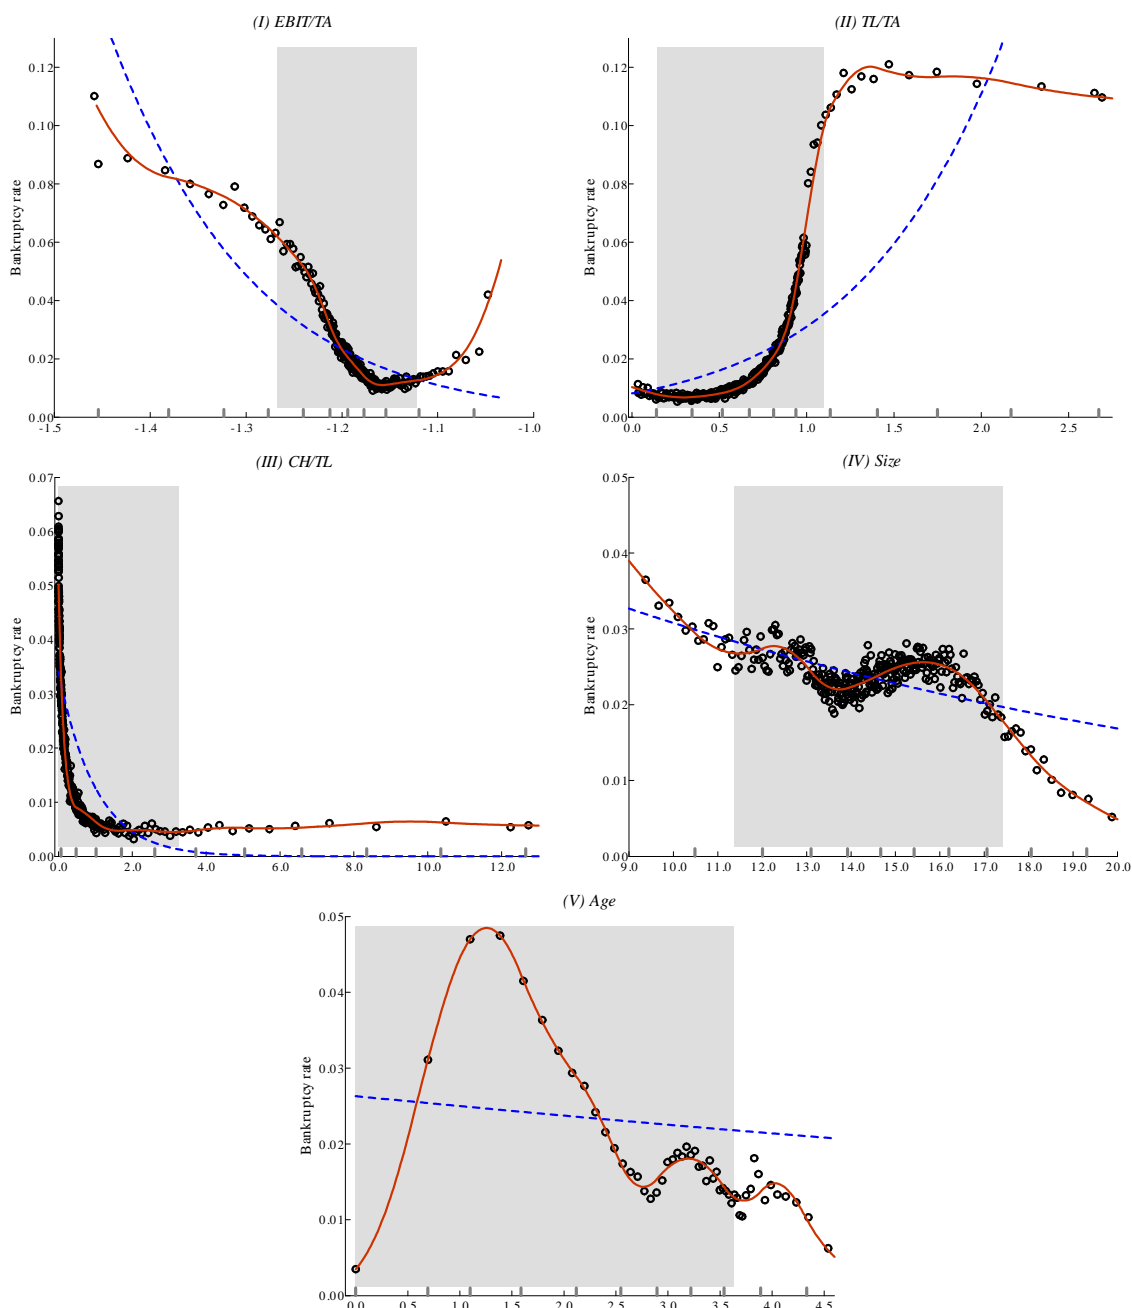 (I) EBIT/TA
(II) TL/TA
Bankruptcy rate
0.12
0.10
0.08
0.06
0.04
0.02
0.00
-1.5 -1.4 -1.3 -1.2 -1.1 -1.0
Bankruptcy rate
0.12
0.10
0.08
0.06
0.04
0.02
0.00
0.0 0.5 1.0 1.5 2.0 2.5
(III) CH/TL
(IV) Size
Bankruptcy rate
0.07
0.06
0.05
0.04
0.03
0.02
0.01
0.00
0.0 2.0 4.0 6.0 8.0 10.0 12.0
Bankruptcy rate
0.05
0.04
0.03
0.02
0.01
0.00
9.0 10.0 11.0 12.0 13.0 14.0 15.0 16.0 17.0 18.0 19.0 20.0
(V) Age
Bankruptcy rate
0.05
0.04
0.03
0.02
0.01
0.00
0.0 0.5 1.0 1.5 2.0 2.5 3.0 3.5 4.0 4.5